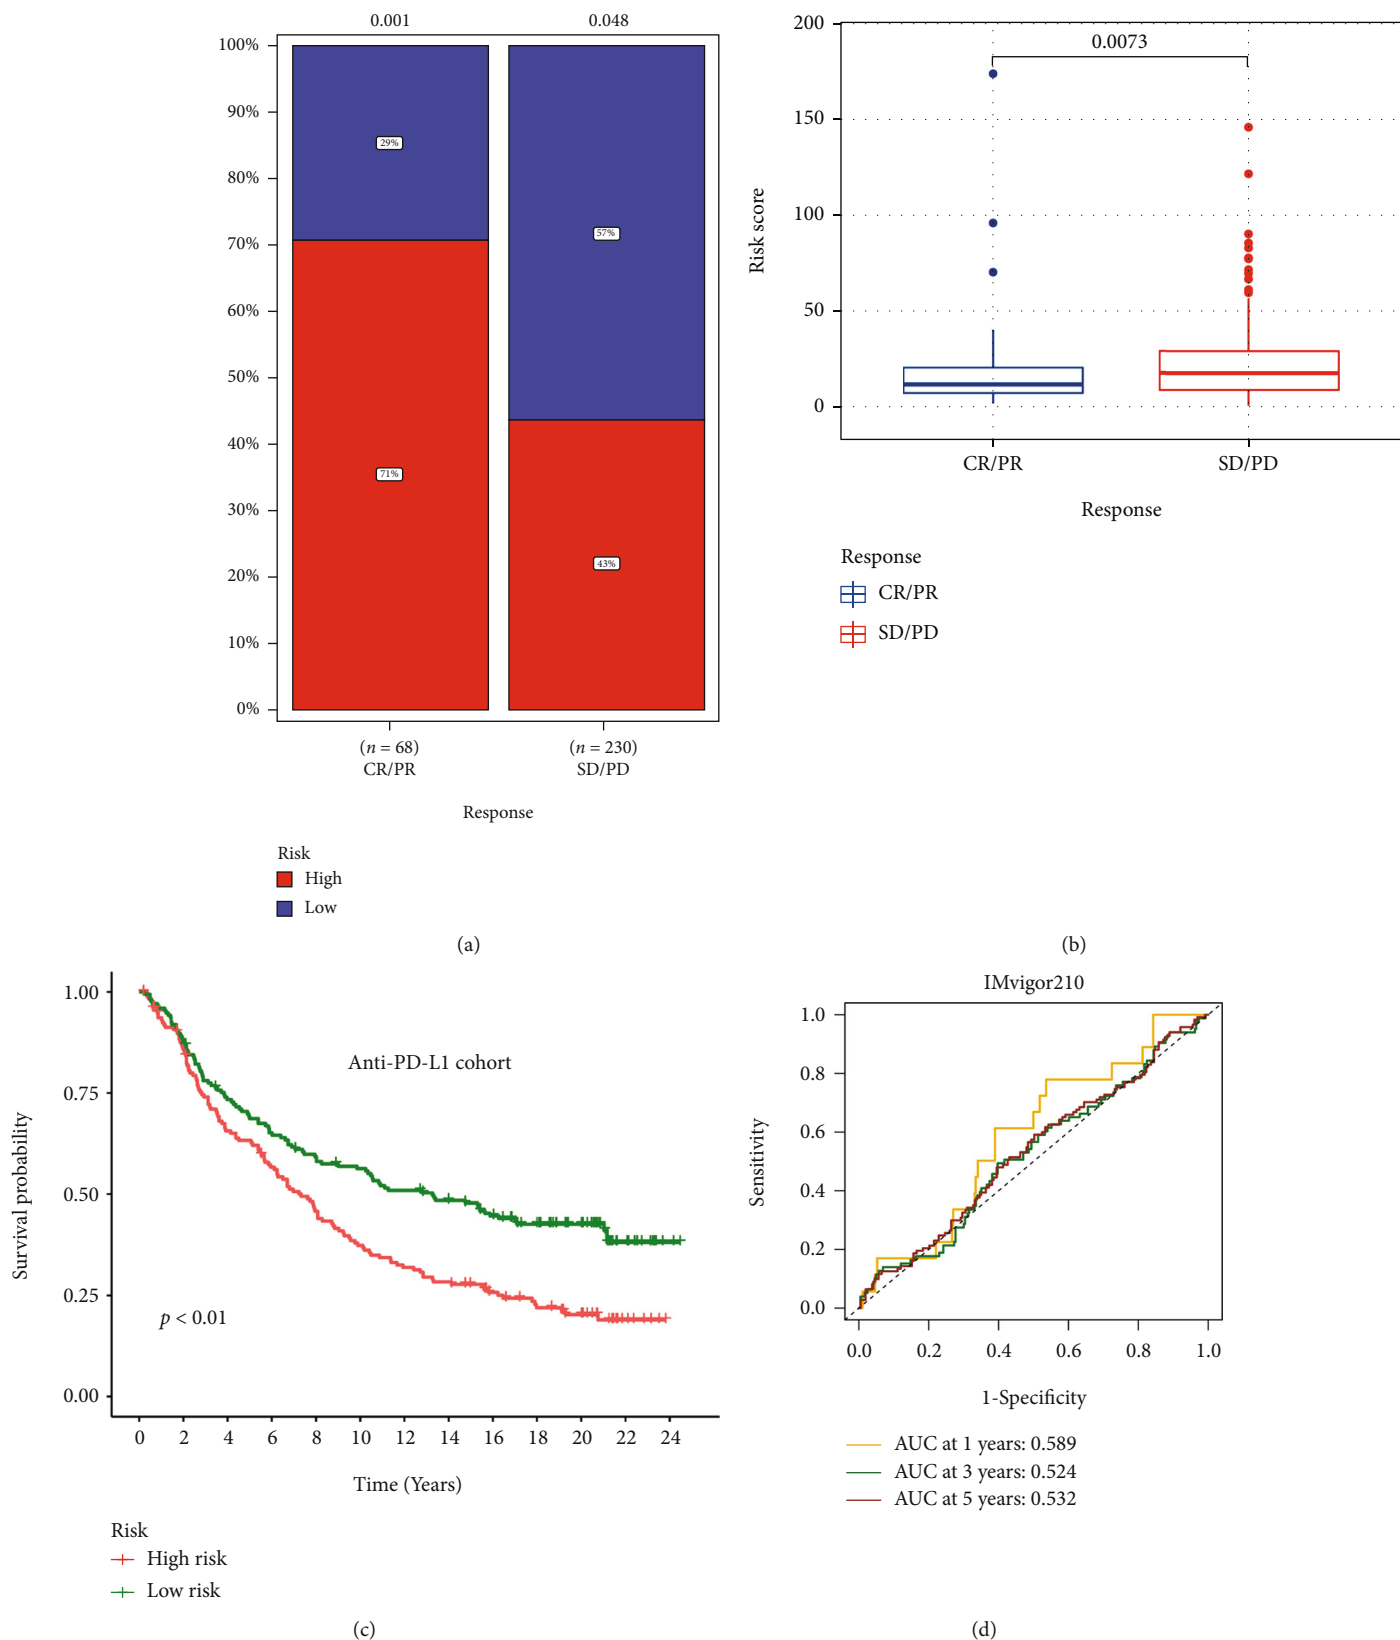 0.001 0.048
100%
90%
80%
70%
60%
50%
40%
30%
20%
10%
0%
29%
57%
71%
43%
(n = 68) (n = 230)
CR/PR SD/PD
Response
Risk
High
Low
(a)
200
150
100
50
0
Risk score
0.0073
CR/PR SD/PD
Response
Response
CR/PR
SD/PD
(b)
1.00
0.75
0.50
0.25
0.00
Survival probability
Anti-PD-L1 cohort
p < 0.01
0 2 4 6 8 10 12 14 16 18 20 22 24
Time (Years)
Risk
High risk
Low risk
(c)
IMvigor210
1.0
0.8
0.6
0.4
0.2
0.0
Sensitivity
0.0 0.2 0.4 0.6 0.8 1.0
1-Specificity
AUC at 1 years: 0.589
AUC at 3 years: 0.524
AUC at 5 years: 0.532
(d)